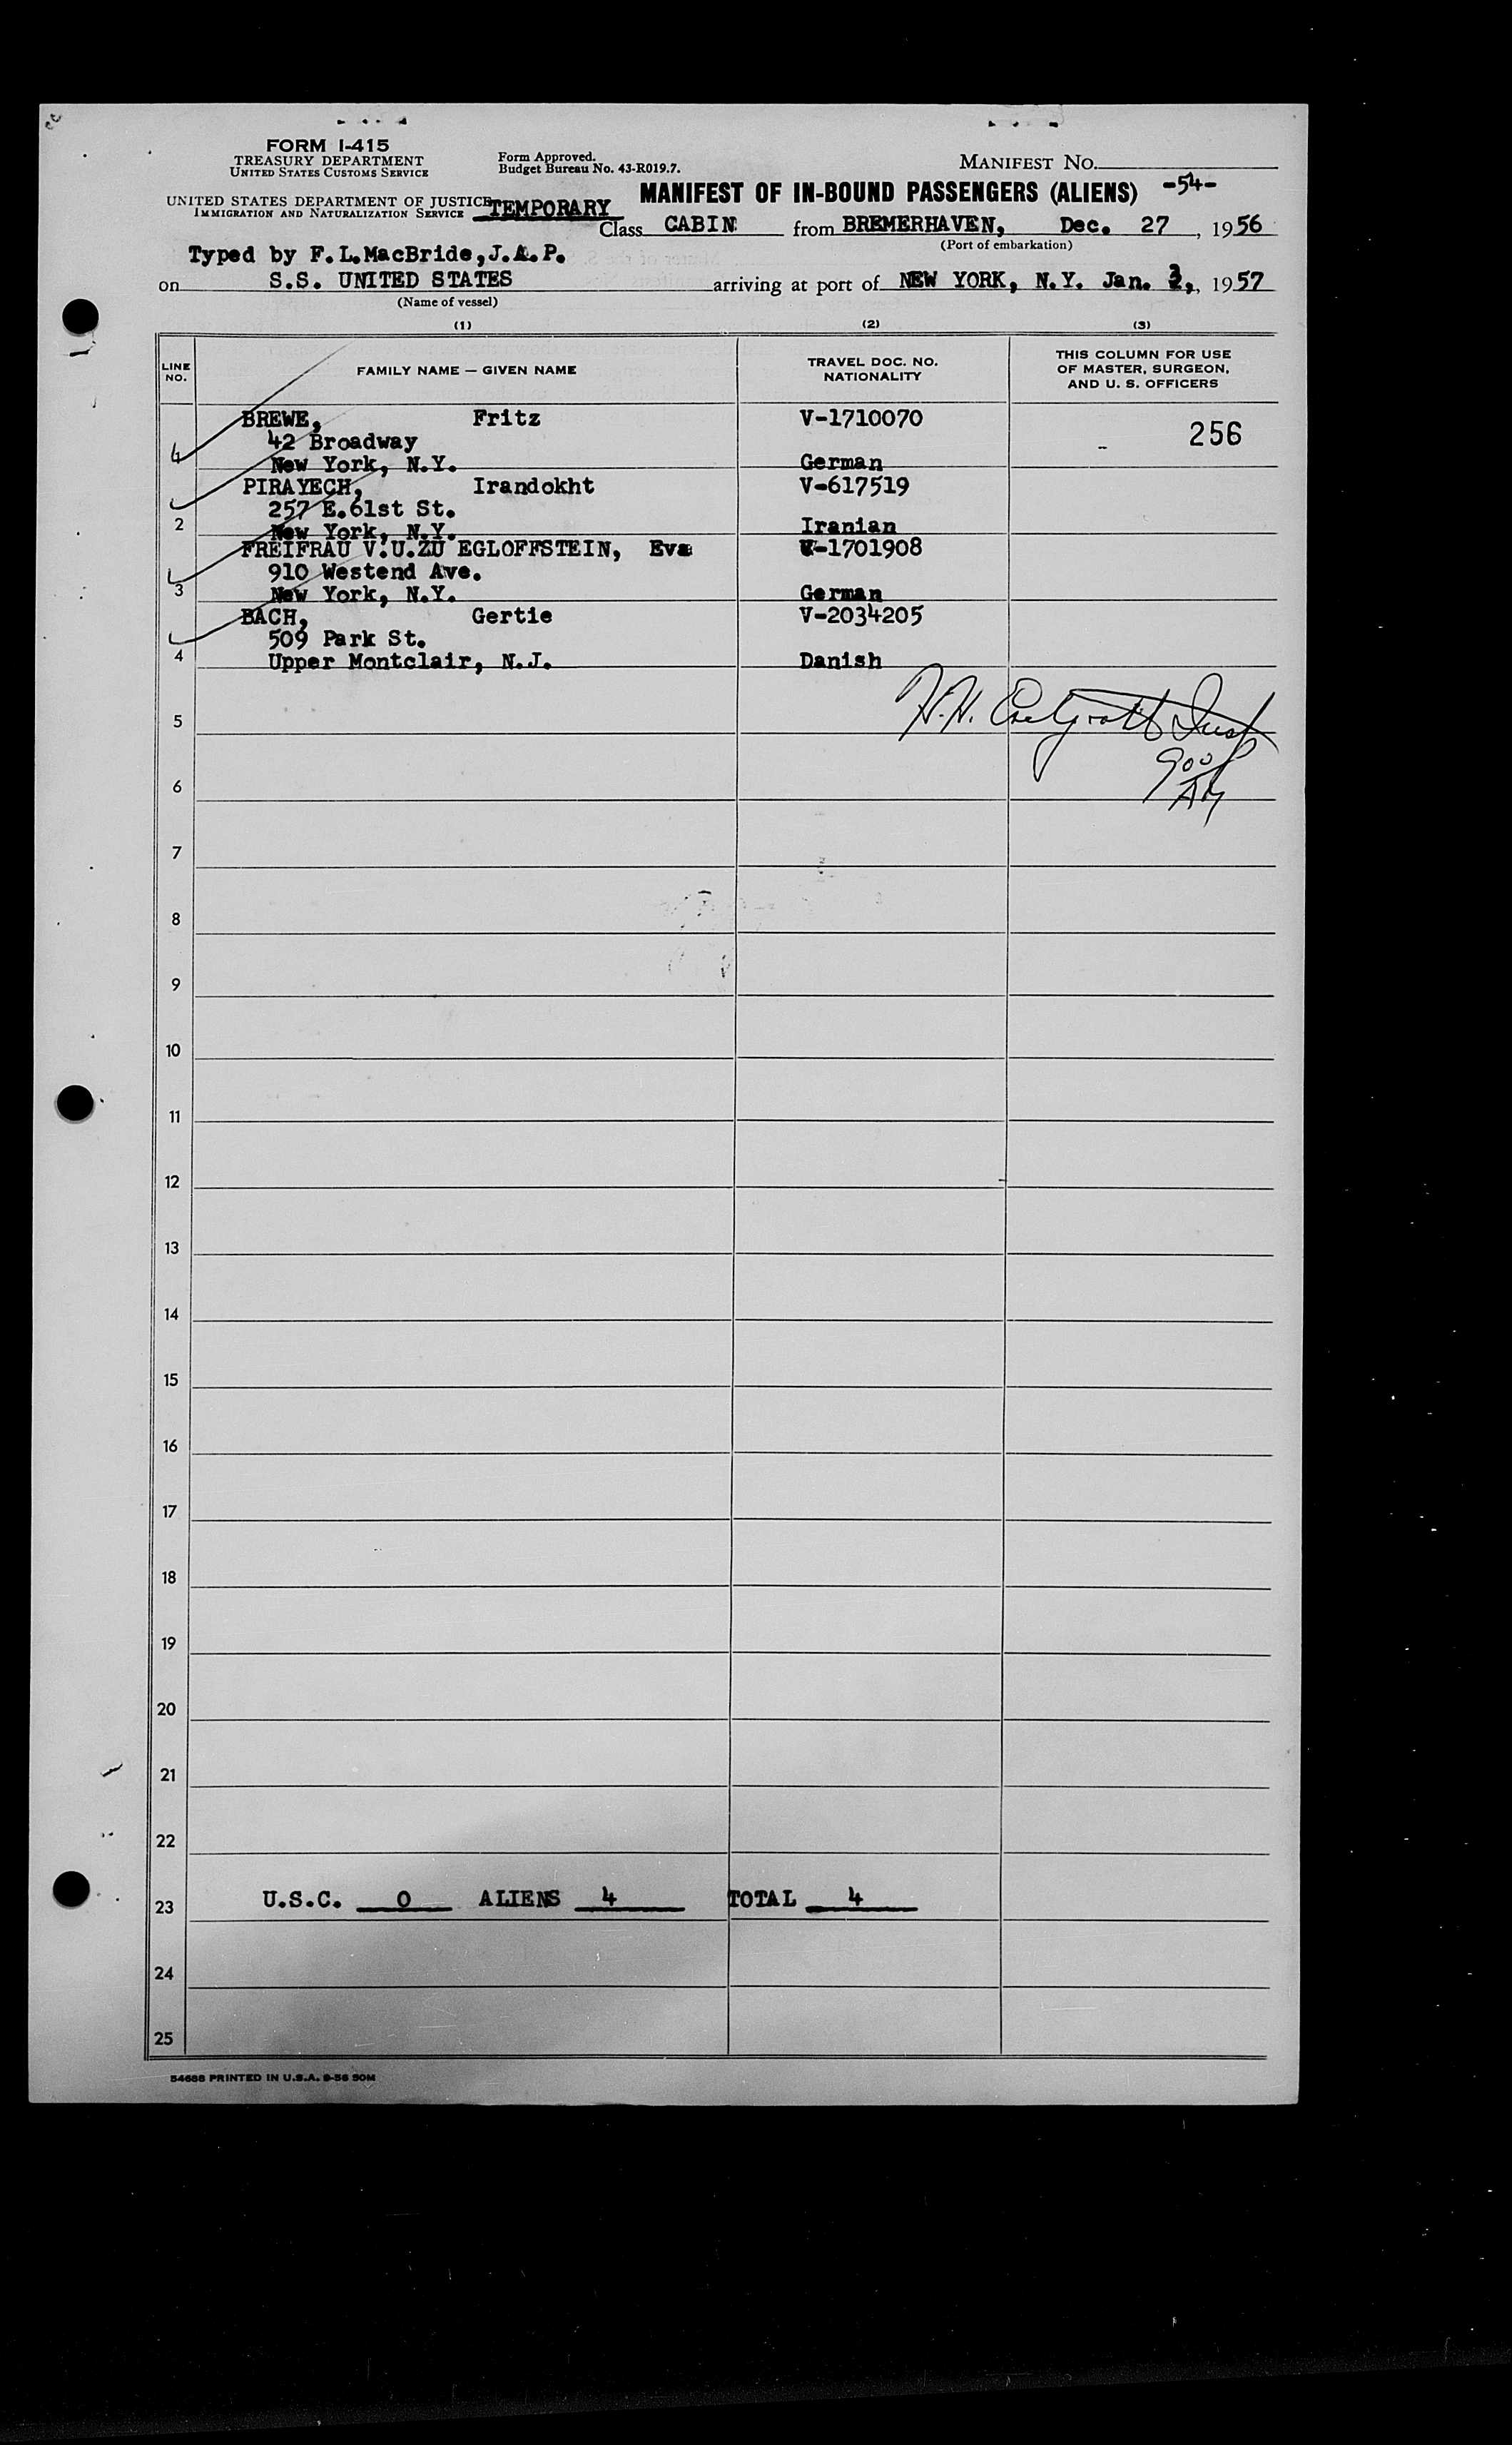 FORM I-415
TREASURY DEPARTMENT
UNITED STATES CUSTOMS SERVICE
Form Approved.
Budget Bureau No. 43-R019.7.
MANIFEST NO.
UNITED STATES DEPARTMENT OF JUSTICE
IMMIGRATION AND NATURALIZATION SERVICE
TEMPORARY
MANIFEST OF IN-BOUND PASSENGERS (ALIENS) -54-
Class CABIN from BREMERHAVEN, Dec. 27, 1956
(Port of embarkation)
Typed by F.L.MacBride,J.A.P.
on S.S. UNITED STATES arriving at port of NEW YORK, N.Y. Jan. 3, 1957
(Name of vessel)
(1) (2) (3)
LINE NO.
FAMILY NAME — GIVEN NAME
TRAVEL DOC. NO.
NATIONALITY
THIS COLUMN FOR USE
OF MASTER, SURGEON,
AND U. S. OFFICERS
BREWE, Fritz V-1710070
42 Broadway 256
New York, N.Y. German
PIRAYECH, Irandokht V-617519
257 E.61st St.
2 New York, N.Y. Iranian
FREIFRAU V.U.ZU EGLOFFSTEIN, Eva V-1701908
910 Westend Ave.
3 New York, N.Y. German
BACH, Gertie V-2034205
509 Park St.
4 Upper Montclair, N.J. Danish
H.H.
5
900
AM
6
7
8
9
10
11
12
13
14
15
16
17
18
19
20
21
22
23 U.S.C. 0 ALIENS 4 TOTAL 4
24
25
54688 PRINTED IN U.S.A. 9-56 50M